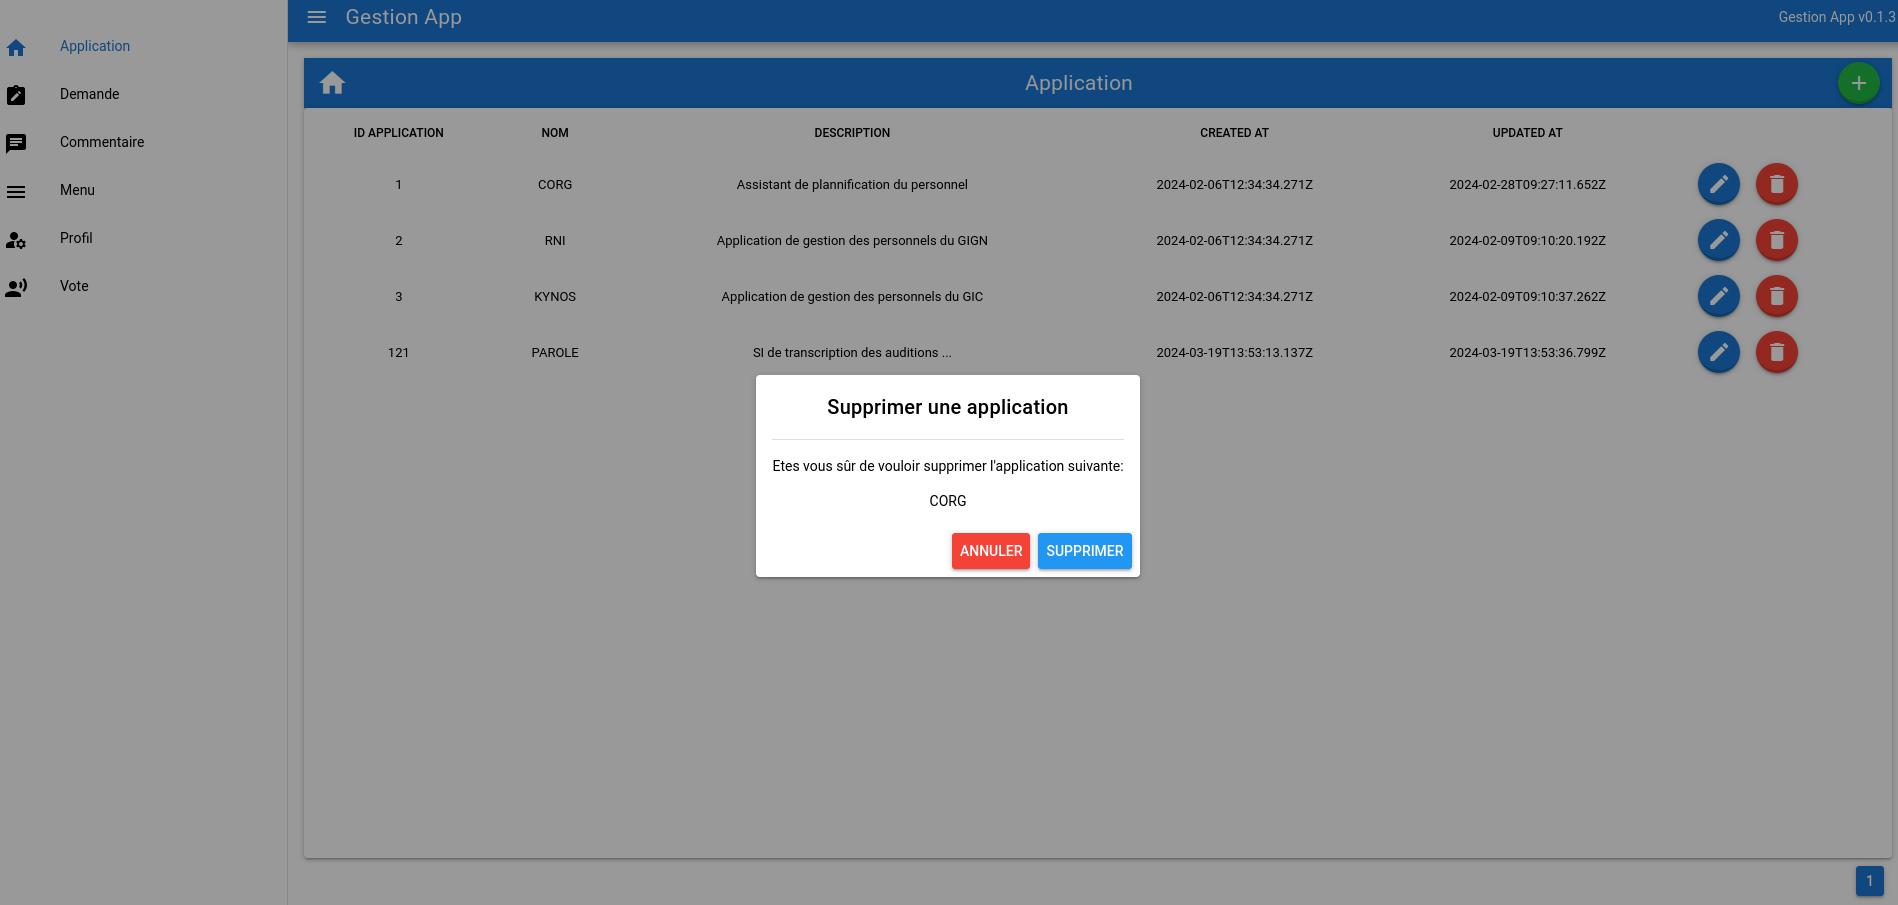 Gestion App
Gestion App v0.1.3
Application
Demande
Commentaire
Menu
Profil
Vote
Application
ID APPLICATION NOM DESCRIPTION CREATED AT UPDATED AT
1 CORG Assistant de plannification du personnel 2024-02-06T12:34:34.271Z 2024-02-28T09:27:11.652Z
2 RNI Application de gestion des personnels du GIGN 2024-02-06T12:34:34.271Z 2024-02-09T09:10:20.192Z
3 KYNOS Application de gestion des personnels du GIC 2024-02-06T12:34:34.271Z 2024-02-09T09:10:37.262Z
121 PAROLE SI de transcription des auditions ... 2024-03-19T13:53:13.137Z 2024-03-19T13:53:36.799Z
Supprimer une application
Etes vous sûr de vouloir supprimer l'application suivante:
CORG
ANNULER SUPPRIMER
1